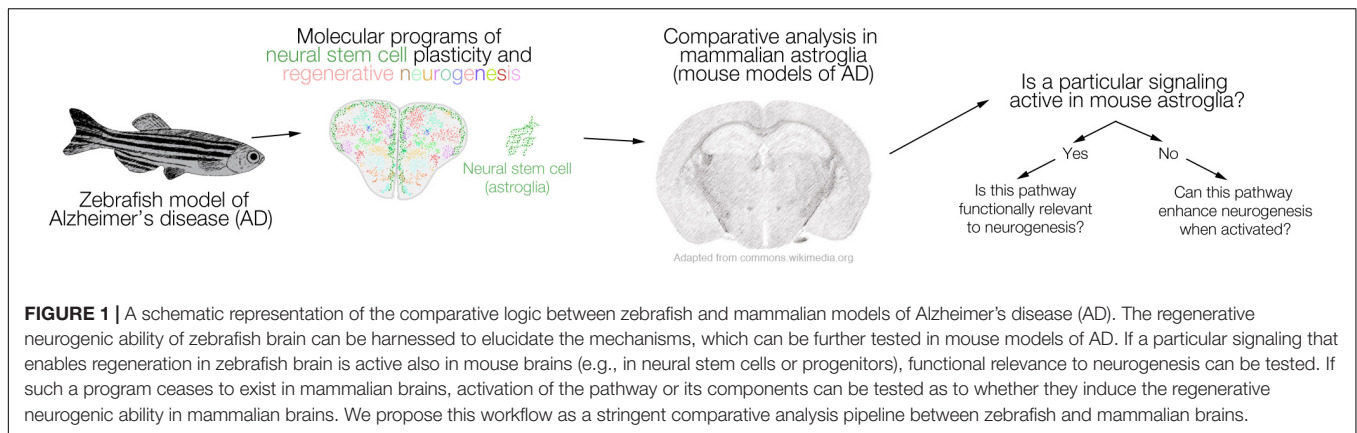 Zebrafish model of
Alzheimer's disease (AD)
Molecular programs of
neural stem cell plasticity and
regenerative neurogenesis
Neural stem cell
(astroglia)
Comparative analysis in
mammalian astroglia
(mouse models of AD)
Adapted from commons.wikimedia.org
Is a particular signaling
active in mouse astroglia?
Yes
No
Is this pathway
functionally relevant
to neurogenesis?
Can this pathway
enhance neurogenesis
when activated?
FIGURE 1 | A schematic representation of the comparative logic between zebrafish and mammalian models of Alzheimer's disease (AD). The regenerative
neurogenic ability of zebrafish brain can be harnessed to elucidate the mechanisms, which can be further tested in mouse models of AD. If a particular signaling that
enables regeneration in zebrafish brain is active also in mouse brains (e.g., in neural stem cells or progenitors), functional relevance to neurogenesis can be tested. If
such a program ceases to exist in mammalian brains, activation of the pathway or its components can be tested as to whether they induce the regenerative
neurogenic ability in mammalian brains. We propose this workflow as a stringent comparative analysis pipeline between zebrafish and mammalian brains.